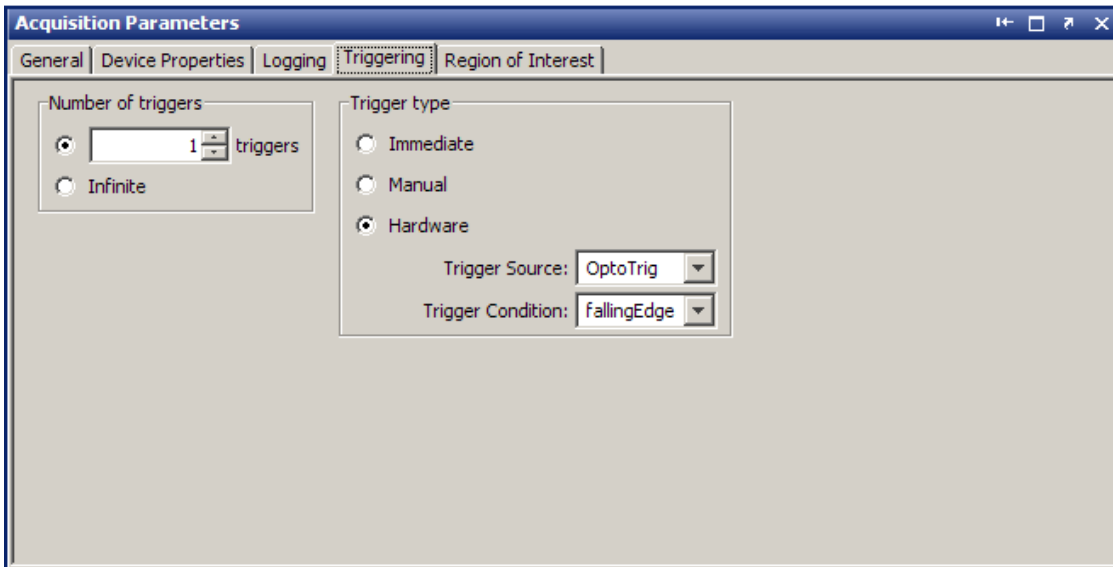 Acquisition Parameters
General Device Properties Logging Triggering Region of Interest
Number of triggers
1 triggers
Infinite
Trigger type
Immediate
Manual
Hardware
Trigger Source: OptoTrig
Trigger Condition: fallingEdge